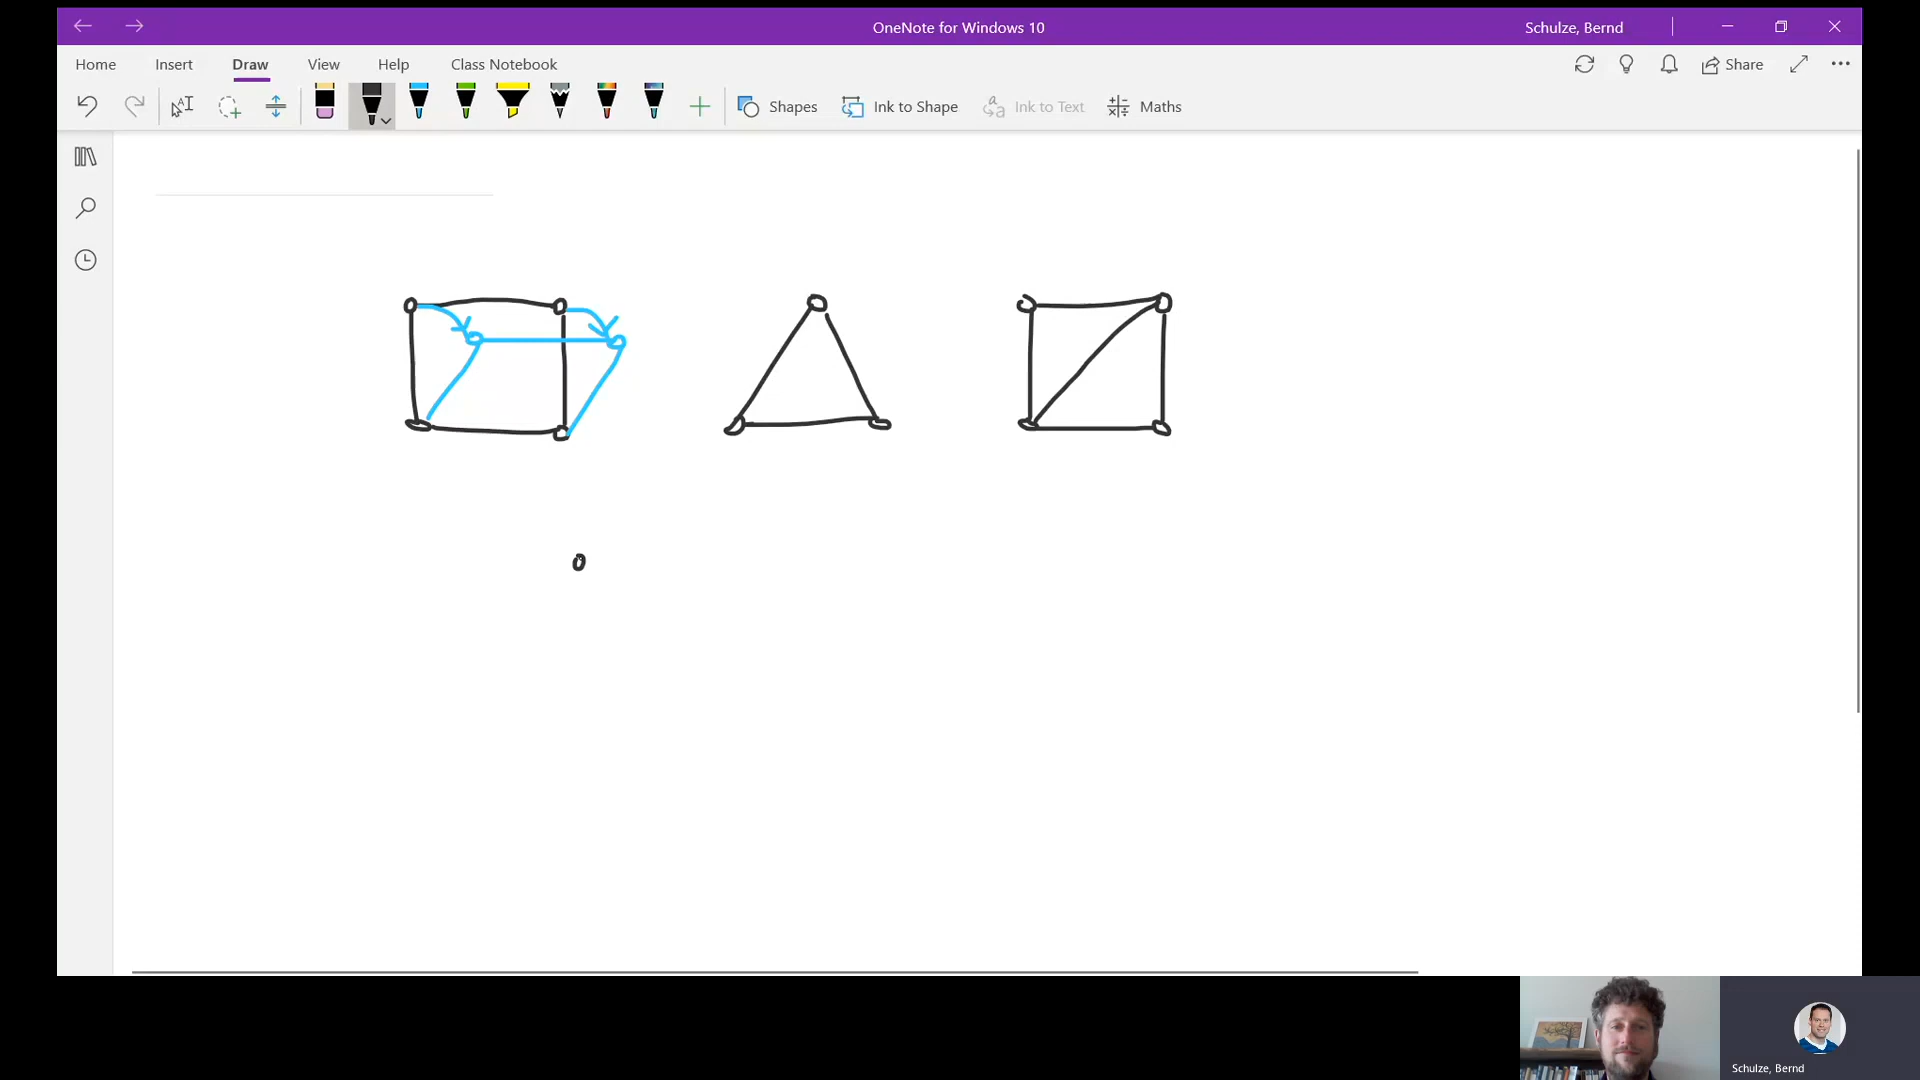 OneNote for Windows 10
Schulze, Bernd
Home Insert Draw View Help Class Notebook
Share
Shapes Ink to Shape Ink to Text Maths
Schulze, Bernd